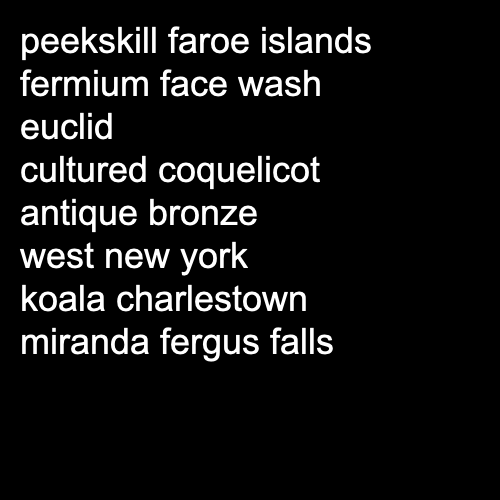 peekskill faroe islands
fermium face wash
euclid
cultured coquelicot
antique bronze
west new york
koala charlestown
miranda fergus falls